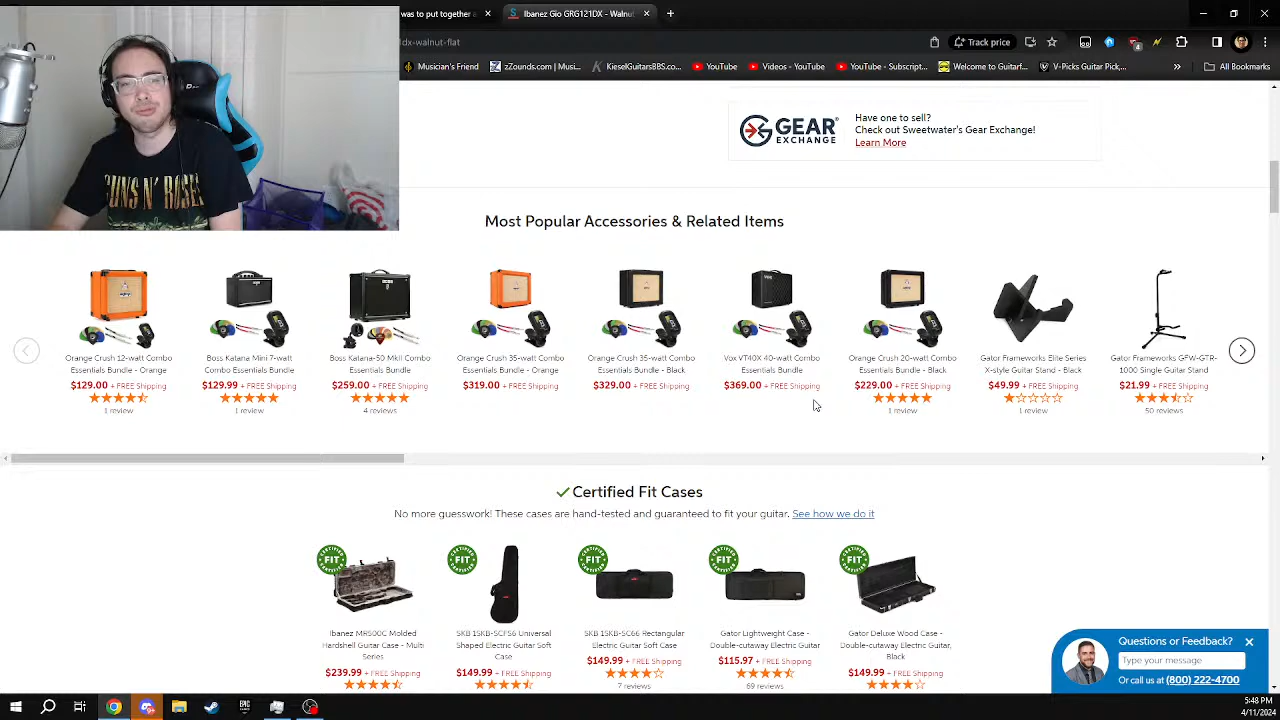 was to put together
Ibanez Gio GRG121DX - Walnut
1dx-walnut-flat
Track price
4
Musician's Friend
zZounds.com | Musi...
KieselGuitarsBBS.co...
YouTube
Videos - YouTube
YouTube - Subscript...
Welcome to Guitarf...
V-Picks Guitar Pick,...
All Bookmarks
GUNS N' ROSES
GEAR EXCHANGE
Have one to sell?
Check out Sweetwater's Gear Exchange!
Learn More
Most Popular Accessories & Related Items
Orange Crush 12-watt Combo
Essentials Bundle - Orange
$129.00 + FREE Shipping
1 review
Boss Katana Mini 7-watt
Combo Essentials Bundle
$129.99 + FREE Shipping
1 review
Boss Katana-50 MkII Combo
Essentials Bundle
$259.00 + FREE Shipping
4 reviews
Orange Crush 35-watt Combo
Essentials Bundle - Orange
$319.00 + FREE Shipping
Orange Crush 35-watt Combo
Essentials Bundle - Black
$329.00 + FREE Shipping
Vox VT40X 40-watt Combo
Essentials Bundle
$369.00 + FREE Shipping
Orange Crush 20-watt Combo
Essentials Bundle - Black
$229.00 + FREE Shipping
1 review
Gator Frameworks Elite Series
X-style Guitar Stand - Black
$49.99 + FREE Shipping
1 review
Gator Frameworks GFW-GTR-
1000 Single Guitar Stand
$21.99 + FREE Shipping
50 reviews
Certified Fit Cases
No more guesswork! These cases are hand-tested and guaranteed to fit your guitar. See how we do it
CERTIFIED FIT
CERTIFIED FIT
CERTIFIED FIT
CERTIFIED FIT
CERTIFIED FIT
Ibanez MR500C Molded
Hardshell Guitar Case - Multi
Series
$239.99 + FREE Shipping
SKB 1SKB-SCFS6 Universal
Shaped Electric Guitar Soft
Case
$149.99 + FREE Shipping
SKB 1SKB-SC66 Rectangular
Electric Guitar Soft Case
$149.99 + FREE Shipping
7 reviews
Gator Lightweight Case -
Double-cutaway Electric Guitar
$115.97 + FREE Shipping
69 reviews
Gator Deluxe Wood Case -
Double-cutaway Electric Guitar,
Black
$149.99 + FREE Shipping
Questions or Feedback?
Type your message
Or call us at (800) 222-4700
EPIC
5:48 PM
4/11/2024